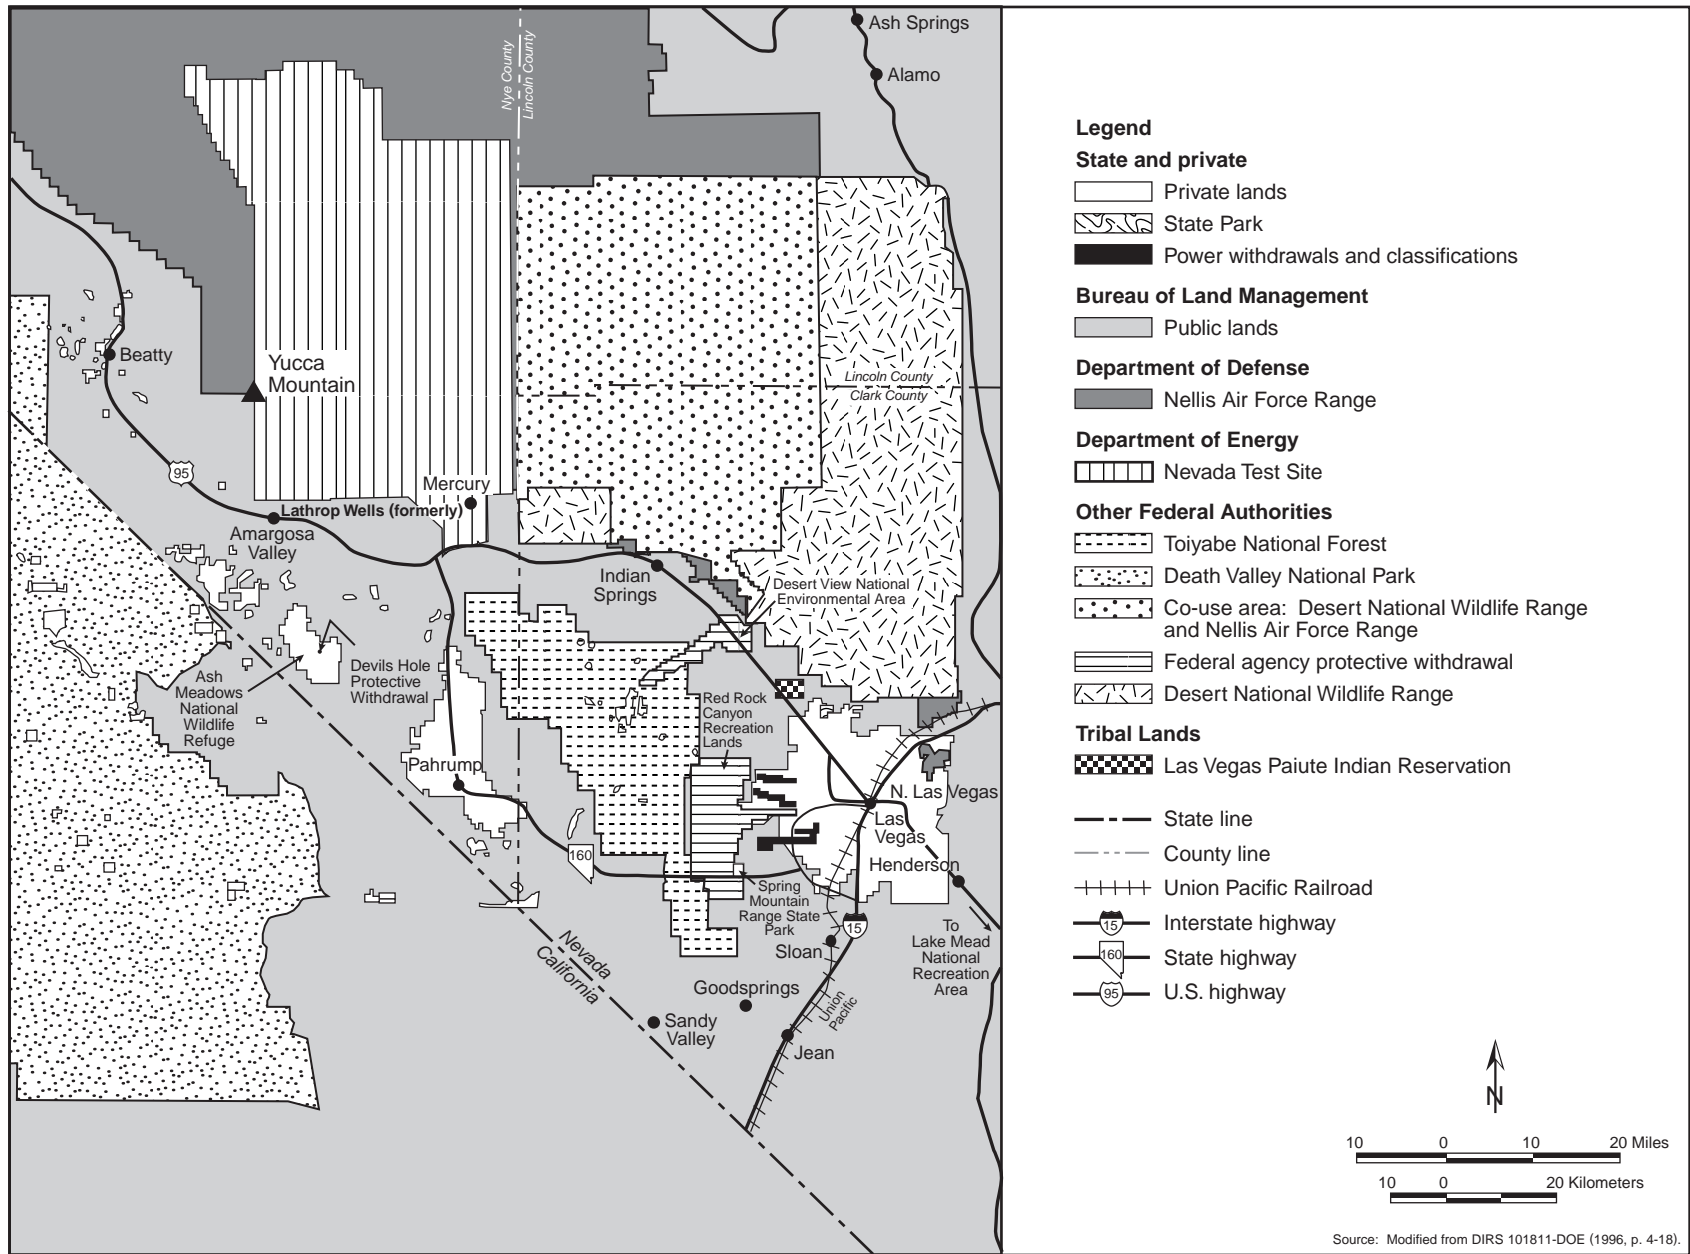 Ash Springs
Alamo
Nye County
Lincoln County
Beatty
Yucca
Mountain
Lincoln County
Clark County
95
Mercury
Lathrop Wells (formerly)
Amargosa
Valley
Indian
Springs
Desert View National
Environmental Area
Ash
Meadows
National
Wildlife
Refuge
Devils Hole
Protective
Withdrawal
Red Rock
Canyon
Recreation
Lands
Pahrump
N. Las Vegas
Las
Vegas
Henderson
160
Spring
Mountain
Range State
Park
15
To
Lake Mead
National
Recreation
Area
Sloan
Nevada
California
Goodsprings
Union
Pacific
Sandy
Valley
Jean
Legend
State and private
Private lands
State Park
Power withdrawals and classifications
Bureau of Land Management
Public lands
Department of Defense
Nellis Air Force Range
Department of Energy
Nevada Test Site
Other Federal Authorities
Toiyabe National Forest
Death Valley National Park
Co-use area: Desert National Wildlife Range
and Nellis Air Force Range
Federal agency protective withdrawal
Desert National Wildlife Range
Tribal Lands
Las Vegas Paiute Indian Reservation
State line
County line
Union Pacific Railroad
15 Interstate highway
160 State highway
95 U.S. highway
N
10 0 10 20 Miles
10 0 20 Kilometers
Source: Modified from DIRS 101811-DOE (1996, p. 4-18).